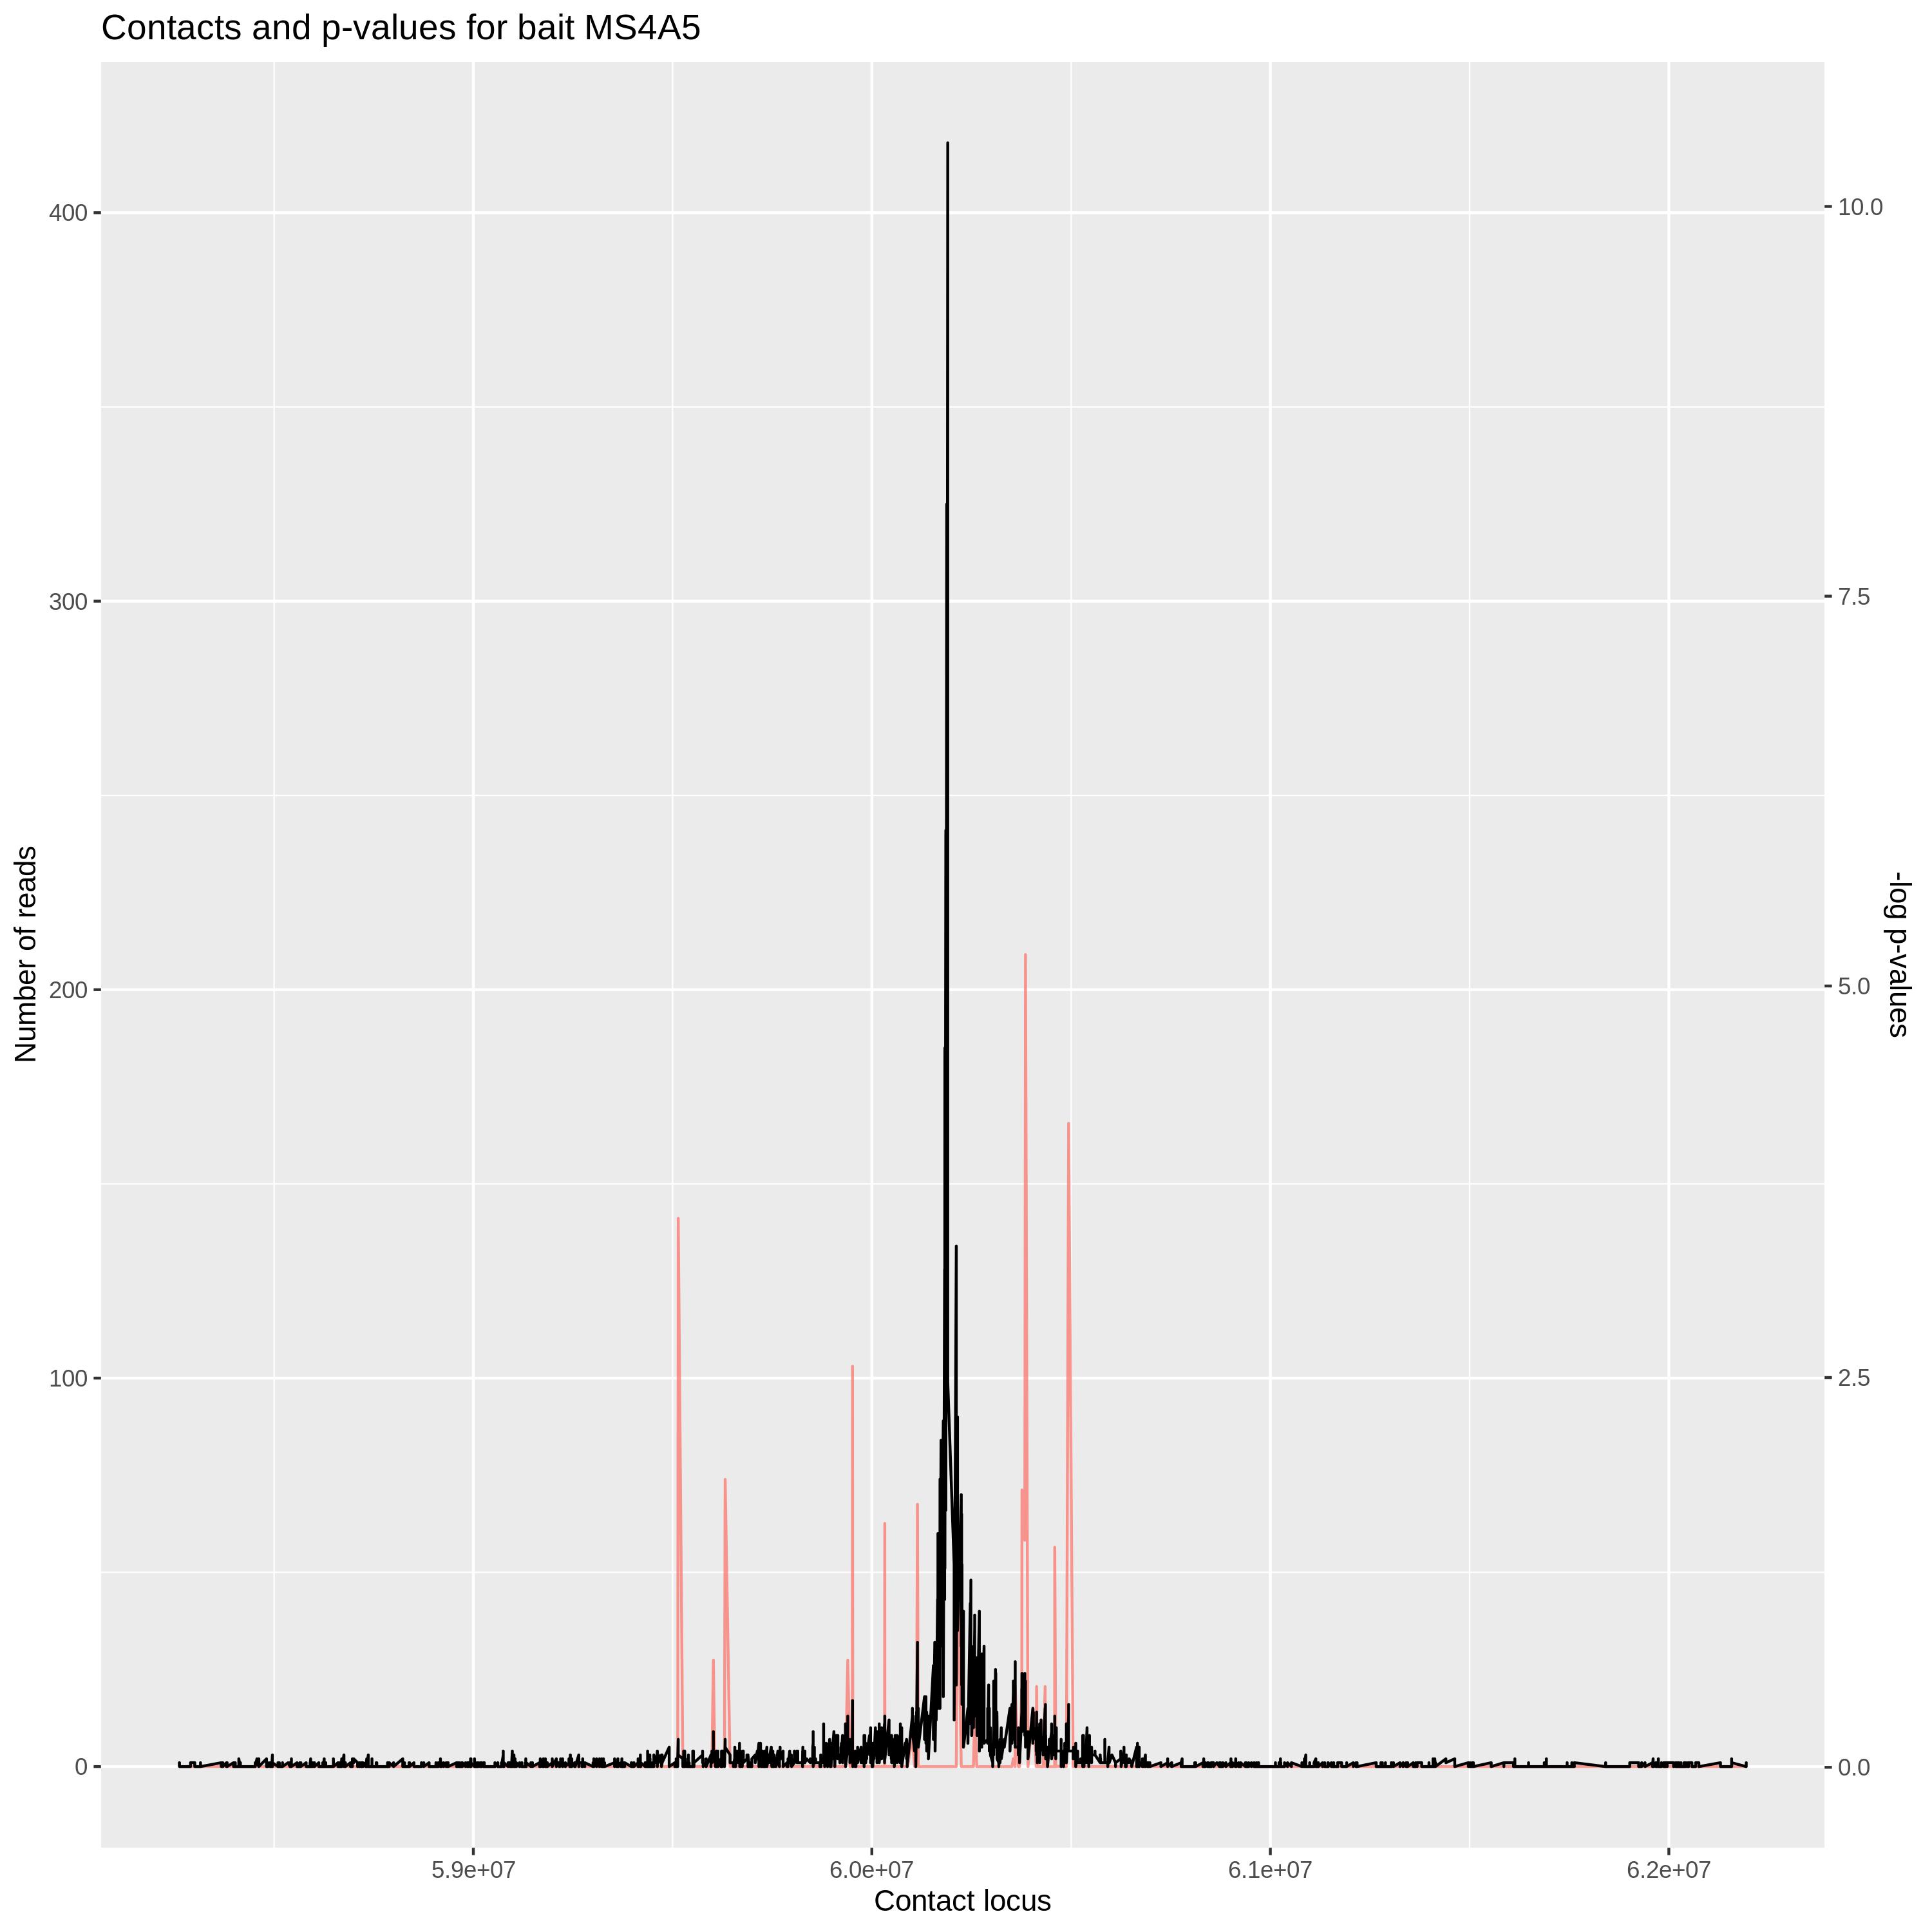 Contacts and p-values for bait MS4A5
400
300
200
100
0
Number of reads
10.0
7.5
5.0
2.5
0.0
-log p-values
5.9e+07
6.0e+07
6.1e+07
6.2e+07
Contact locus